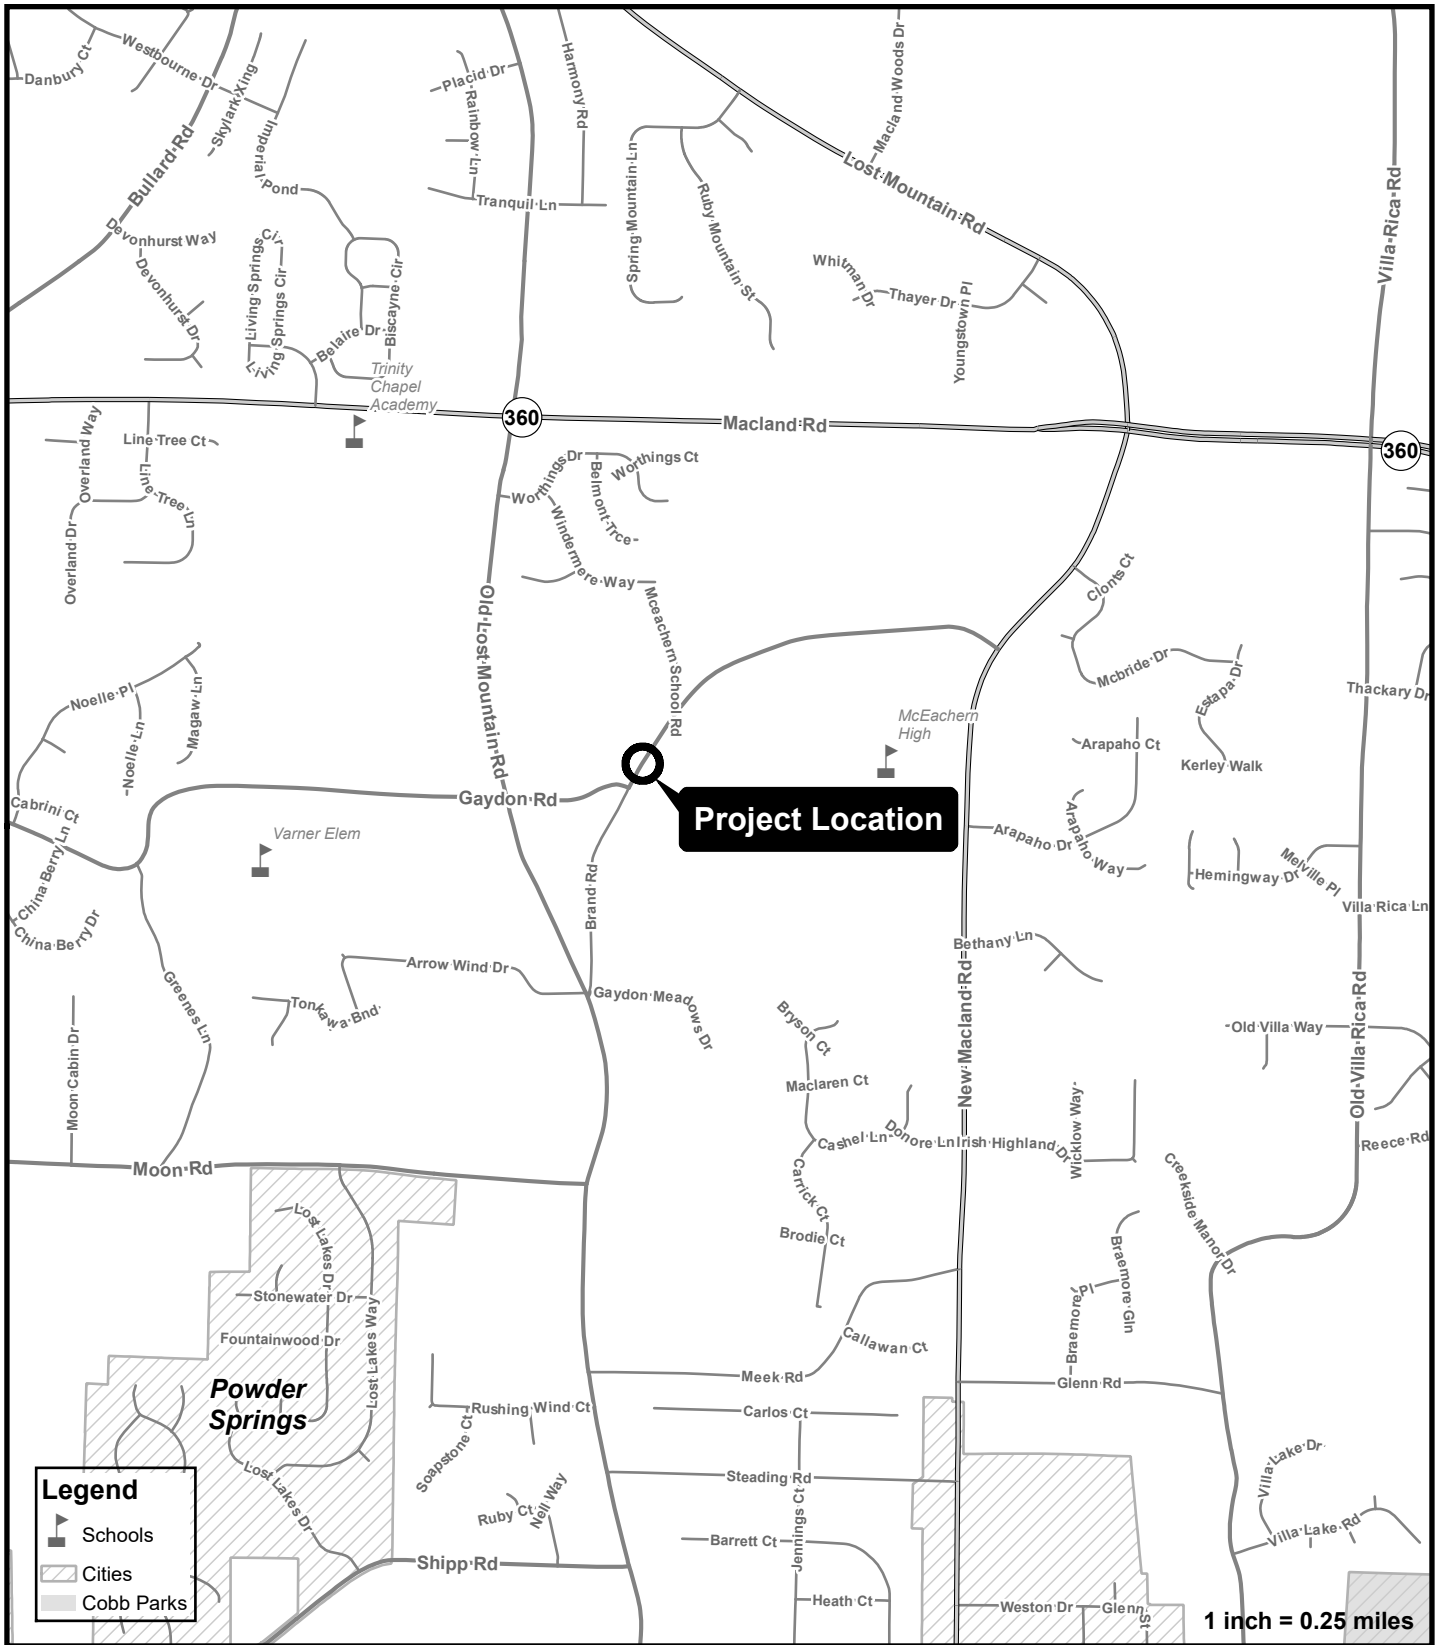 Danbury Ct
Westbourne Dr
Skylark Xing
Bullard Rd
Imperial Pond
Placid Dr
Rainbow Ln
Harmony Rd
Tranquil Ln
Macland Woods Dr
Lost Mountain Rd
Villa Rica Rd
Spring Mountain Ln
Ruby Mountain St
Whitman Dr
Thayer Dr
Youngstown Pl
Devonhurst Way
Devonhurst Dr
Living Springs Cir
Living Springs Cir
Belaire Dr
Biscayne Cir
Trinity
Chapel
Academy
360
Macland Rd
360
Overland Way
Line Tree Ct
Line Tree Ln
Overland Dr
Worthings Dr
Worthings Ct
Belmont Trce
Windermere Way
Old Lost Mountain Rd
Mceachern School Rd
Clonts Ct
Mcbride Dr
Estapa Dr
Thackary Dr
Noelle Pl
Noelle Ln
Magaw Ln
McEachern
High
Arapaho Ct
Kerley Walk
Cabrini Ct
Gaydon Rd
Project Location
China Berry Ln
China Berry Dr
Varner Elem
Brand Rd
Arapaho Dr
Arapaho Way
Hemingway Dr
Melville Pl
Villa Rica Ln
Greenes Ln
Arrow Wind Dr
Tonkawa Bnd
Gaydon Meadows Dr
Bethany Ln
New Macland Rd
Old Villa Way
Old Villa Rica Rd
Moon Cabin Dr
Bryson Ct
Maclaren Ct
Cashel Ln
Donore Ln
Irish Highland Dr
Wicklow Way
Reece Rd
Moon Rd
Carrick Ct
Brodie Ct
Creekside Manor Dr
Lost Lakes Dr
Stonewater Dr
Fountainwood Dr
Lost Lakes Way
Braemore Pl
Braemore Gln
Callawan Ct
Meek Rd
Glenn Rd
Powder
Springs
Rushing Wind Ct
Soapstone Ct
Carlos Ct
Steading Rd
Jennings Ct
Lost Lakes Dr
Ruby Ct
Nell Way
Barrett Ct
Villa Lake Dr
Villa Lake Rd
Shipp Rd
Heath Ct
Weston Dr
Glenn St
Legend
Schools
Cities
Cobb Parks
1 inch = 0.25 miles